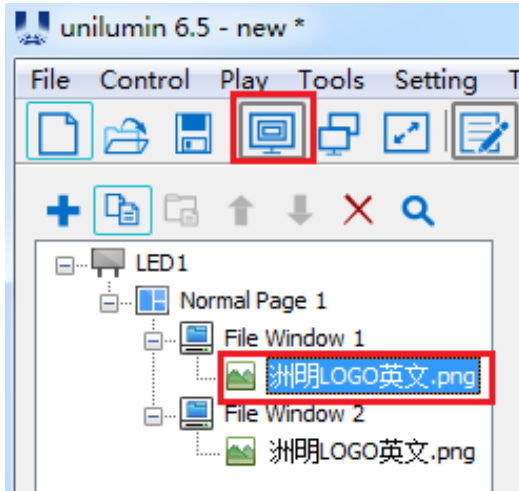 unilumin 6.5 - new *
File Control Play Tools Setting T
LED1
Normal Page 1
File Window 1
洲明LOGO英文.png
File Window 2
洲明LOGO英文.png